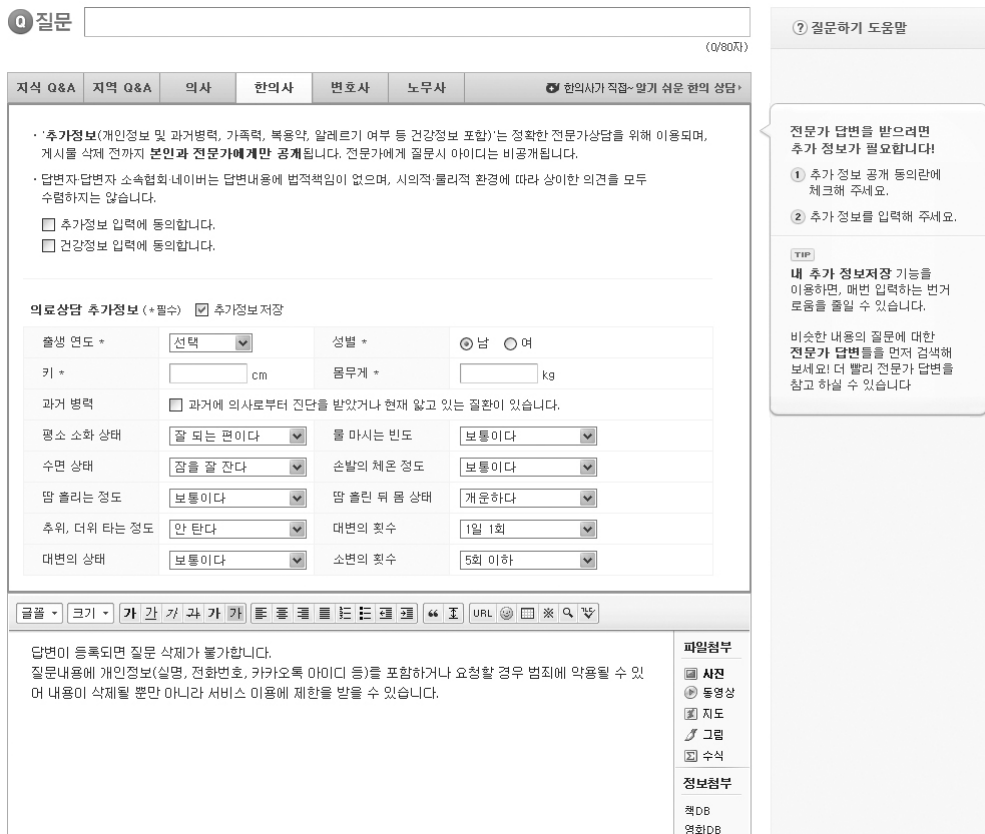 Q 질문
(0/80자)
지식 Q&A 지역 Q&A 의사 한의사 변호사 노무사 한의사가 직접~ 알기 쉬운 한의 상담
· '추가정보(개인정보 및 과거병력, 가족력, 복용약, 알레르기 여부 등 건강정보 포함)'는 정확한 전문가상담을 위해 이용되며,
게시물 삭제 전까지 본인과 전문가에게만 공개됩니다. 전문가에게 질문시 아이디는 비공개됩니다.
· 답변자·답변자 소속협회·네이버는 답변내용에 법적책임이 없으며, 시의적·물리적 환경에 따라 상이한 의견을 모두
수렴하지는 않습니다.
추가정보 입력에 동의합니다.
건강정보 입력에 동의합니다.
의료상담 추가정보 (*필수) 추가정보 저장
출생 연도 * 선택 성별 * 남 여
키 * cm 몸무게 * kg
과거 병력 과거에 의사로부터 진단을 받았거나 현재 앓고 있는 질환이 있습니다.
평소 소화 상태 잘 되는 편이다 물 마시는 빈도 보통이다
수면 상태 잠을 잘 잔다 손발의 체온 정도 보통이다
땀 흘리는 정도 보통이다 땀 흘린 뒤 몸 상태 개운하다
추위, 더위 타는 정도 안 탄다 대변의 횟수 1일 1회
대변의 상태 보통이다 소변의 횟수 5회 이하
글꼴 크기 가 가 가 가 가 가 URL
답변이 등록되면 질문 삭제가 불가합니다.
질문내용에 개인정보(실명, 전화번호, 카카오톡 아이디 등)을 포함하거나 요청할 경우 범죄에 악용될 수 있
어 내용이 삭제될 뿐만 아니라 서비스 이용에 제한을 받을 수 있습니다.
파일첨부
사진
동영상
지도
그림
수식
정보첨부
책DB
영화DB
? 질문하기 도움말
전문가 답변을 받으려면
추가 정보가 필요합니다!
1 추가 정보 공개 동의란에
체크해 주세요.
2 추가 정보를 입력해 주세요.
TIP
내 추가 정보저장 기능을
이용하면, 매번 입력하는 번거
로움을 줄일 수 있습니다.
비슷한 내용의 질문에 대한
전문가 답변들을 먼저 검색해
보세요! 더 빨리 전문가 답변을
참고 하실 수 있습니다